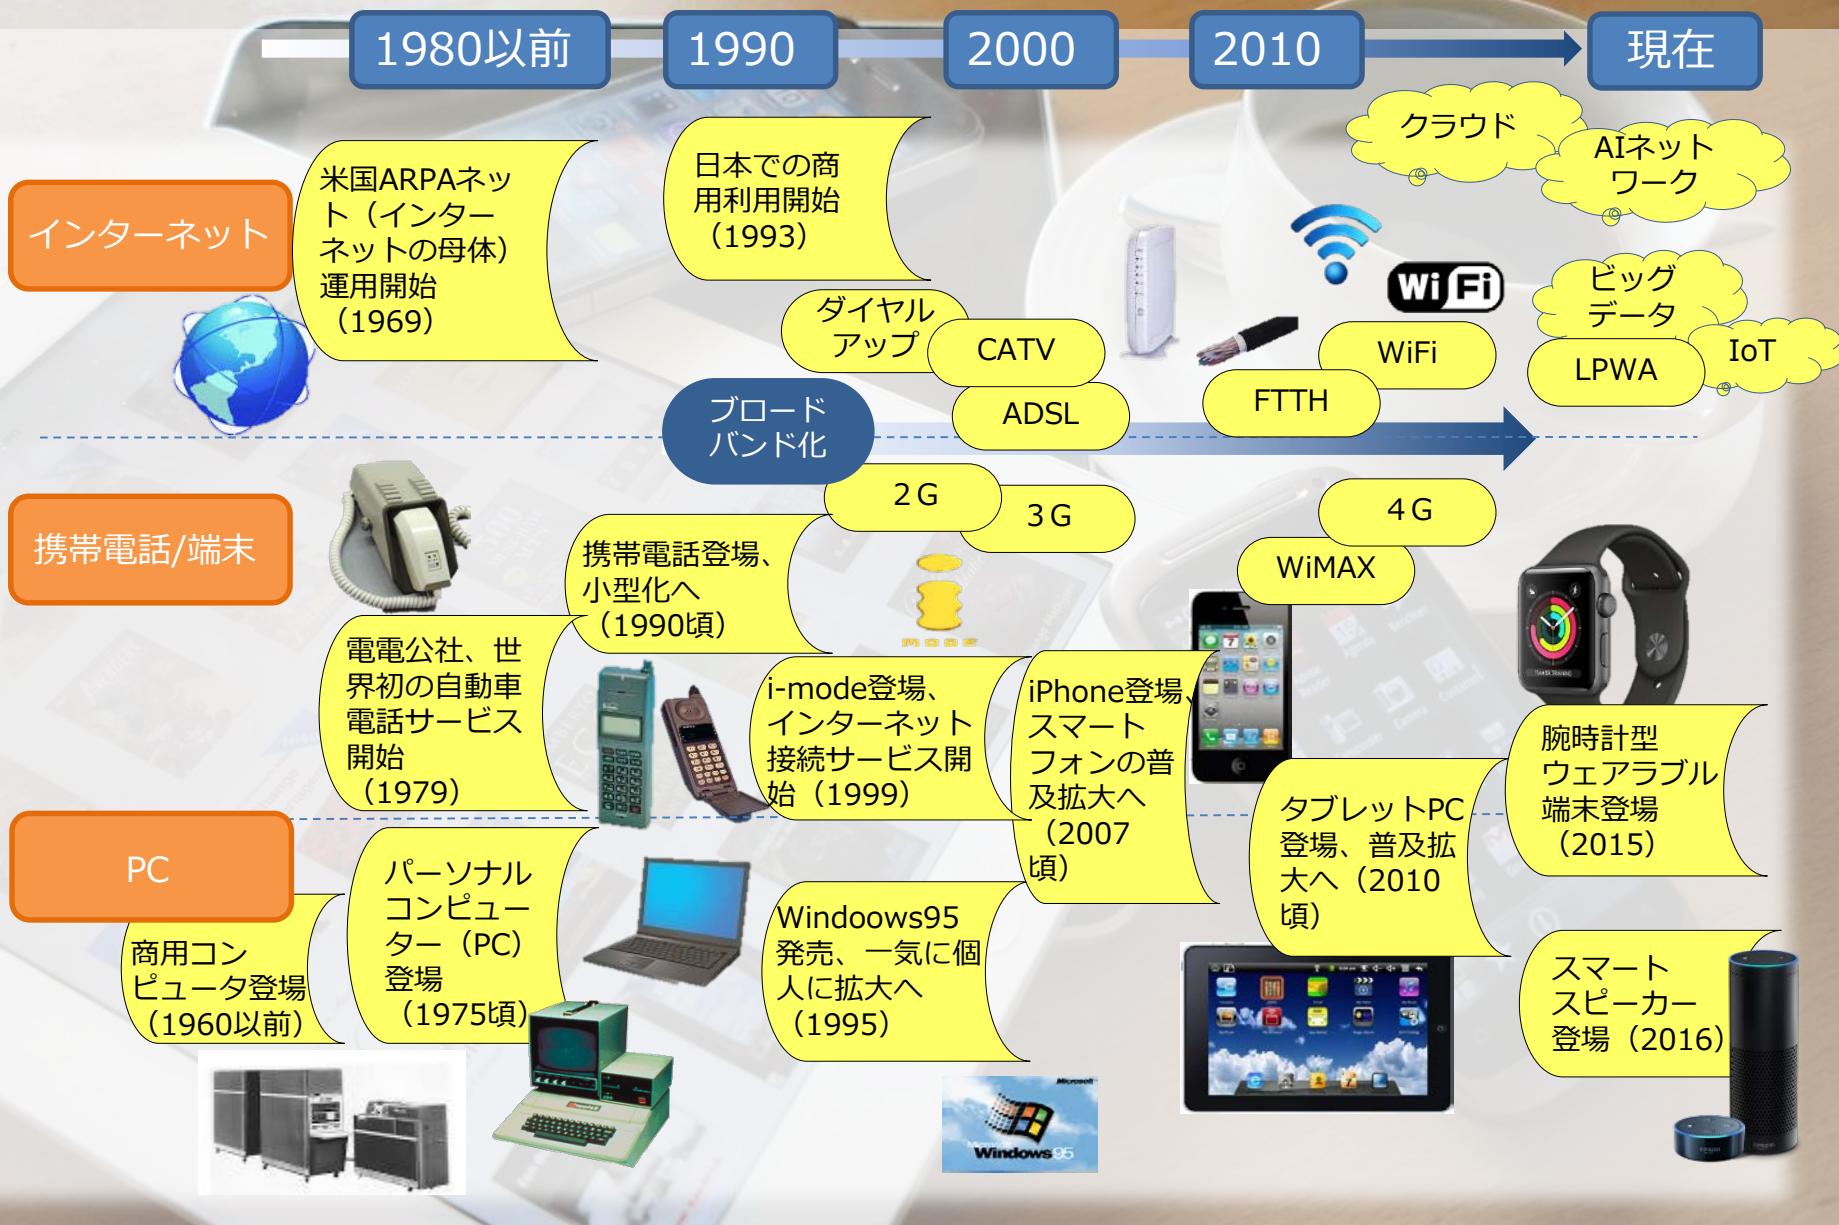 1980以前
1990
2000
2010
現在
クラウド
AIネット
ワーク
インターネット
米国ARPAネッ
ト（インター
ネットの母体）
運用開始
（1969）
日本での商
用利用開始
（1993）
WiFi
ビッグ
データ
IoT
ダイヤル
アップ
CATV
ADSL
WiFi
FTTH
LPWA
ブロード
バンド化
２G
３G
４G
WiMAX
携帯電話/端末
携帯電話登場、
小型化へ
（1990頃）
MODE
電電公社、世
界初の自動車
電話サービス
開始
（1979）
i-mode登場、
インターネット
接続サービス開
始（1999）
iPhone登場、
スマート
フォンの普
及拡大へ
（2007
頃）
タブレットPC
登場、普及拡
大へ（2010
頃）
腕時計型
ウェアラブル
端末登場
（2015）
PC
商用コン
ピュータ登場
（1960以前）
パーソナル
コンピュー
ター（PC）
登場
（1975頃）
Windoows95
発売、一気に個
人に拡大へ
（1995）
スマート
スピーカー
登場（2016）
Microsoft
Microsoft
Windows95